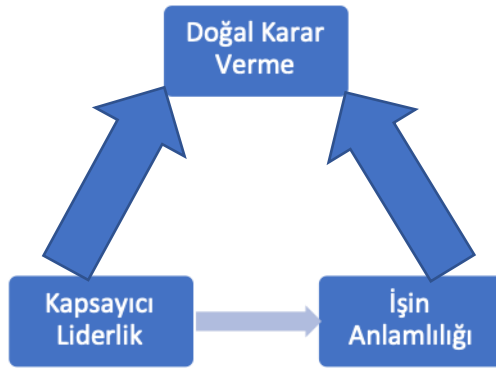 Doğal Karar
Verme
Kapsayıcı
Liderlik
İşin
Anlamlılığı